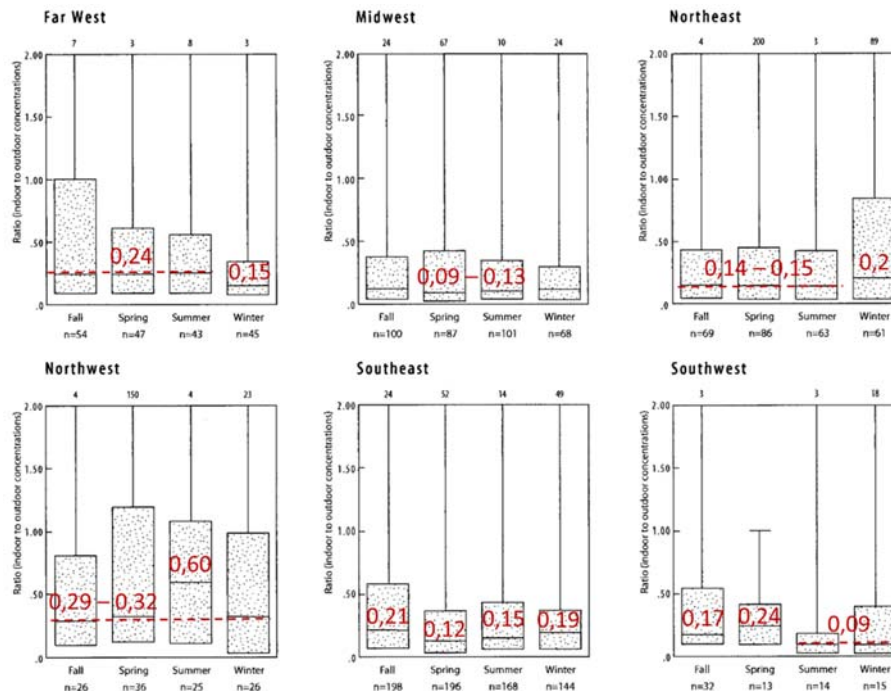 Far West
7 3 8 3
Ratio (indoor to outdoor concentrations)
2.00
1.50
1.00
.50
.0
0,24
0,15
Fall Spring Summer Winter
n=54 n=47 n=43 n=45
Midwest
24 67 10 24
Ratio (indoor to outdoor concentrations)
2.00
1.50
1.00
.50
.0
0,09 – 0,13
Fall Spring Summer Winter
n=100 n=87 n=101 n=68
Northeast
4 200 3 89
Ratio (indoor to outdoor concentrations)
2.00
1.50
1.00
.50
.0
0,14 – 0,15
0,2
Fall Spring Summer Winter
n=69 n=86 n=63 n=61
Northwest
4 150 4 23
Ratio (indoor to outdoor concentrations)
2.00
1.50
1.00
.50
.0
0,29 – 0,32
0,60
Fall Spring Summer Winter
n=26 n=36 n=25 n=26
Southeast
24 52 14 49
Ratio (indoor to outdoor concentrations)
2.00
1.50
1.00
.50
.0
0,21
0,12
0,15
0,19
Fall Spring Summer Winter
n=198 n=196 n=168 n=144
Southwest
3 3 18
Ratio (indoor to outdoor concentrations)
2.00
1.50
1.00
.50
.0
0,17
0,24
0,09
Fall Spring Summer Winter
n=32 n=13 n=14 n=15